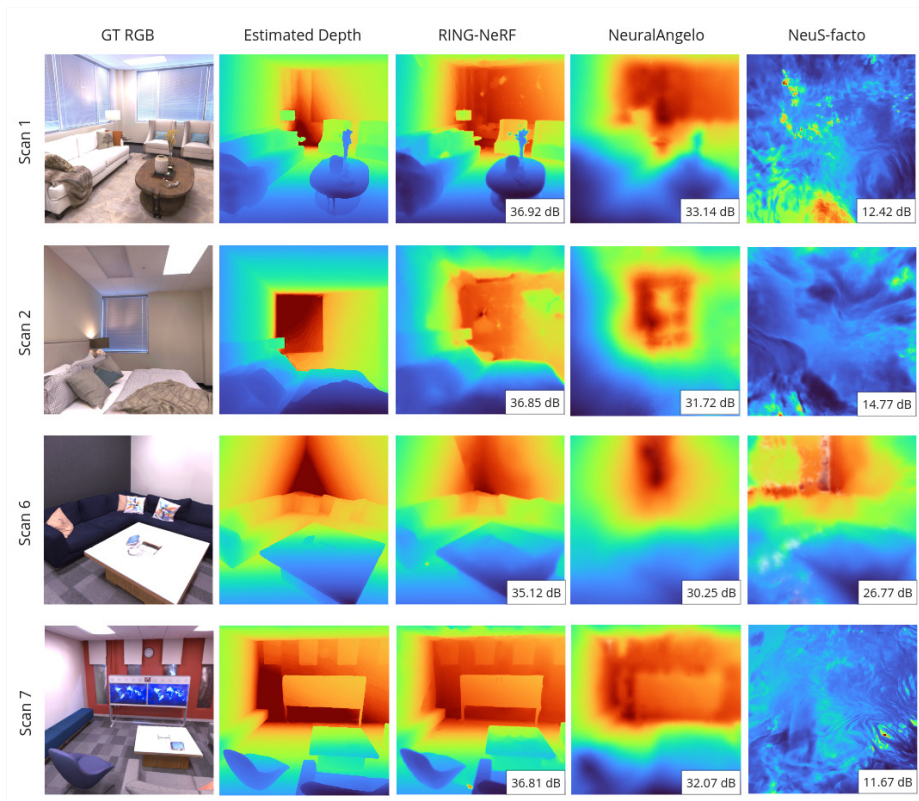 GT RGB
Estimated Depth
RING-NeRF
NeuralAngelo
NeuS-facto
Scan 1
36.92 dB
33.14 dB
12.42 dB
Scan 2
36.85 dB
31.72 dB
14.77 dB
Scan 6
35.12 dB
30.25 dB
26.77 dB
Scan 7
36.81 dB
32.07 dB
11.67 dB